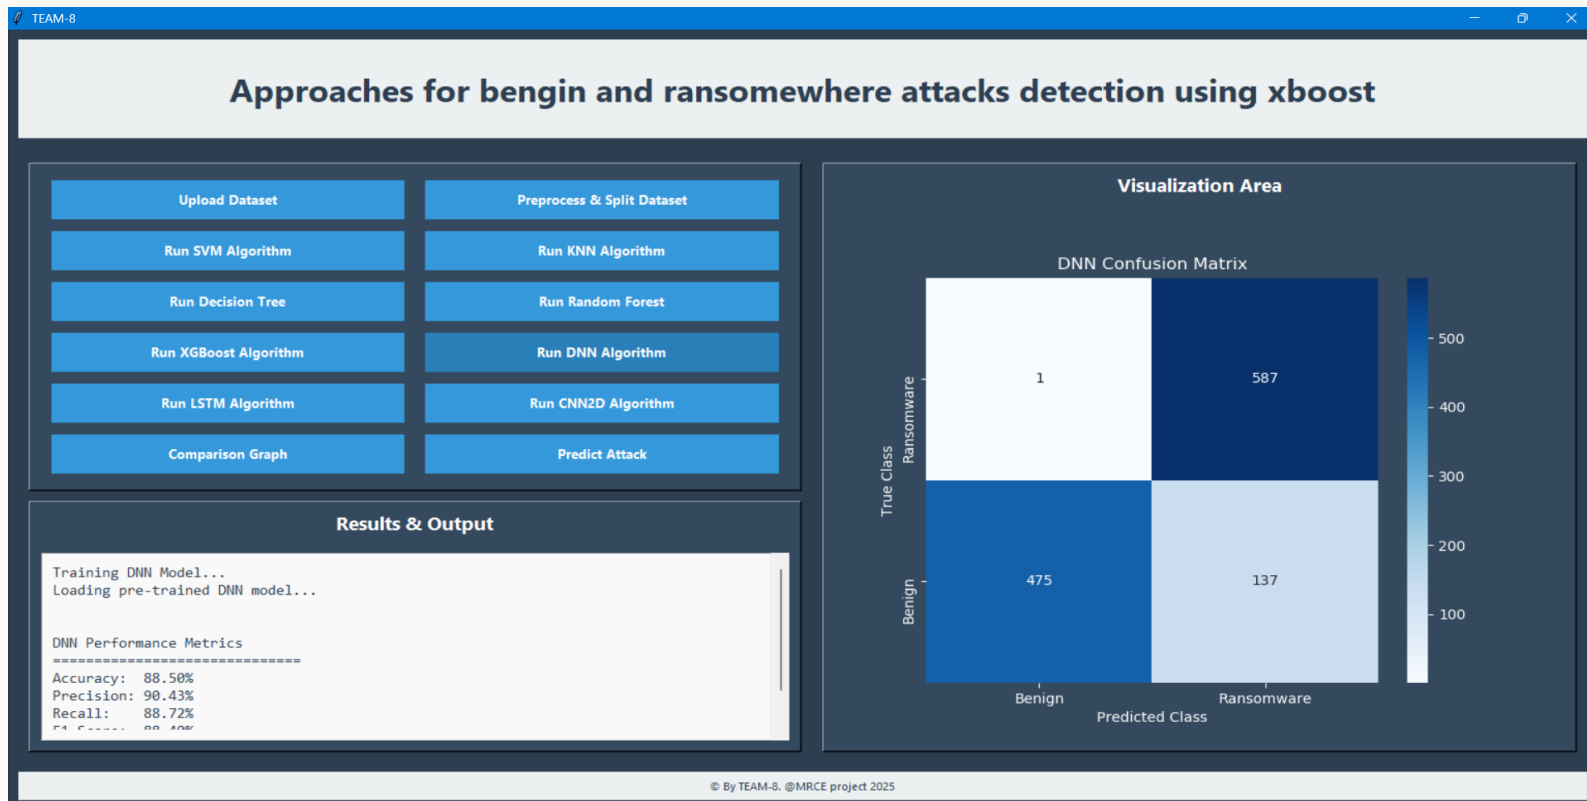 TEAM-8
Approaches for bengin and ransomewhere attacks detection using xboost
Upload Dataset
Preprocess & Split Dataset
Run SVM Algorithm
Run KNN Algorithm
Run Decision Tree
Run Random Forest
Run XGBoost Algorithm
Run DNN Algorithm
Run LSTM Algorithm
Run CNN2D Algorithm
Comparison Graph
Predict Attack
Results & Output
Training DNN Model...
Loading pre-trained DNN model...
DNN Performance Metrics
==============================
Accuracy: 88.50%
Precision: 90.43%
Recall: 88.72%
Visualization Area
DNN Confusion Matrix
True Class
Ransomware
Benign
1
587
475
137
500
400
300
200
100
Benign
Ransomware
Predicted Class
© By TEAM-8. @MRCE project 2025